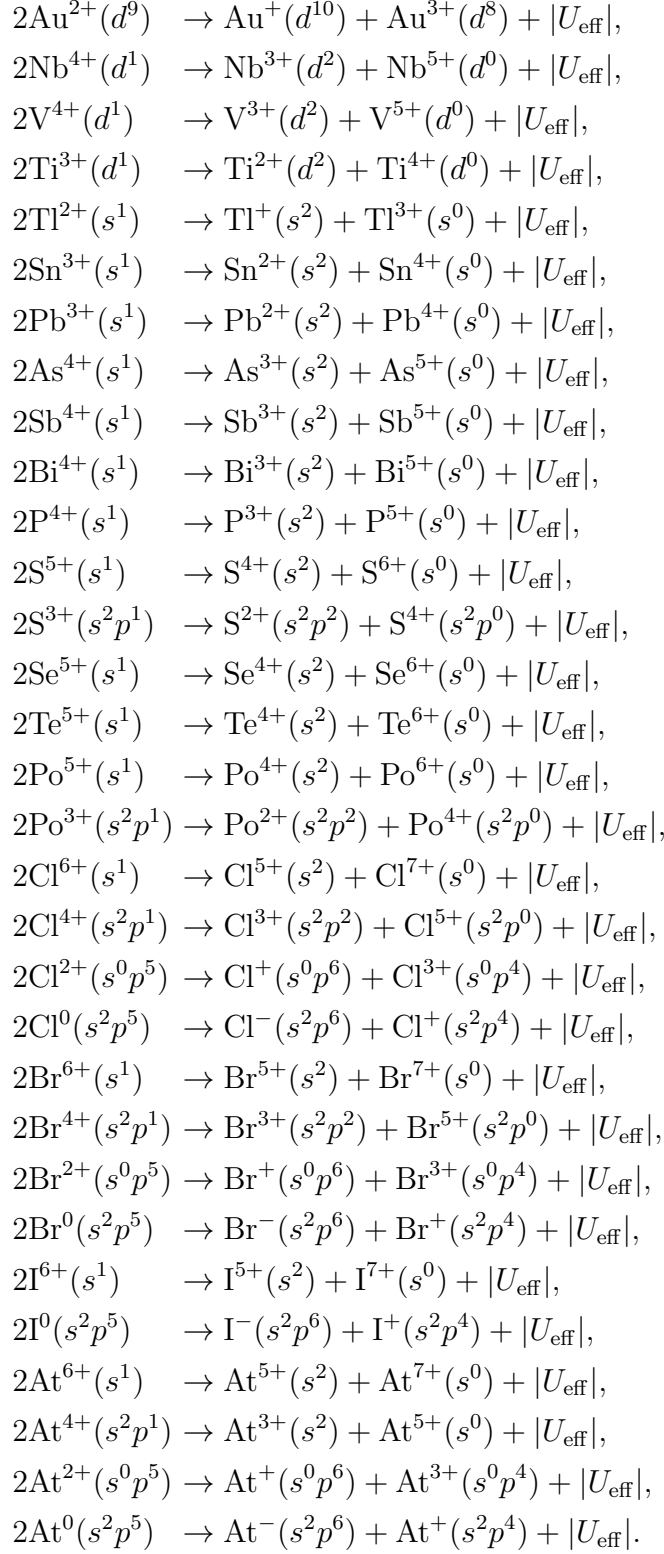 2Au²⁺(d⁹) → Au⁺(d¹⁰) + Au³⁺(d⁸) + |U_eff|,
2Nb⁴⁺(d¹) → Nb³⁺(d²) + Nb⁵⁺(d⁰) + |U_eff|,
2V⁴⁺(d¹) → V³⁺(d²) + V⁵⁺(d⁰) + |U_eff|,
2Ti³⁺(d¹) → Ti²⁺(d²) + Ti⁴⁺(d⁰) + |U_eff|,
2Tl²⁺(s¹) → Tl⁺(s²) + Tl³⁺(s⁰) + |U_eff|,
2Sn³⁺(s¹) → Sn²⁺(s²) + Sn⁴⁺(s⁰) + |U_eff|,
2Pb³⁺(s¹) → Pb²⁺(s²) + Pb⁴⁺(s⁰) + |U_eff|,
2As⁴⁺(s¹) → As³⁺(s²) + As⁵⁺(s⁰) + |U_eff|,
2Sb⁴⁺(s¹) → Sb³⁺(s²) + Sb⁵⁺(s⁰) + |U_eff|,
2Bi⁴⁺(s¹) → Bi³⁺(s²) + Bi⁵⁺(s⁰) + |U_eff|,
2P⁴⁺(s¹) → P³⁺(s²) + P⁵⁺(s⁰) + |U_eff|,
2S⁵⁺(s¹) → S⁴⁺(s²) + S⁶⁺(s⁰) + |U_eff|,
2S³⁺(s²p¹) → S²⁺(s²p²) + S⁴⁺(s²p⁰) + |U_eff|,
2Se⁵⁺(s¹) → Se⁴⁺(s²) + Se⁶⁺(s⁰) + |U_eff|,
2Te⁵⁺(s¹) → Te⁴⁺(s²) + Te⁶⁺(s⁰) + |U_eff|,
2Po⁵⁺(s¹) → Po⁴⁺(s²) + Po⁶⁺(s⁰) + |U_eff|,
2Po³⁺(s²p¹) → Po²⁺(s²p²) + Po⁴⁺(s²p⁰) + |U_eff|,
2Cl⁶⁺(s¹) → Cl⁵⁺(s²) + Cl⁷⁺(s⁰) + |U_eff|,
2Cl⁴⁺(s²p¹) → Cl³⁺(s²p²) + Cl⁵⁺(s²p⁰) + |U_eff|,
2Cl²⁺(s⁰p⁵) → Cl⁺(s⁰p⁶) + Cl³⁺(s⁰p⁴) + |U_eff|,
2Cl⁰(s²p⁵) → Cl⁻(s²p⁶) + Cl⁺(s²p⁴) + |U_eff|,
2Br⁶⁺(s¹) → Br⁵⁺(s²) + Br⁷⁺(s⁰) + |U_eff|,
2Br⁴⁺(s²p¹) → Br³⁺(s²p²) + Br⁵⁺(s²p⁰) + |U_eff|,
2Br²⁺(s⁰p⁵) → Br⁺(s⁰p⁶) + Br³⁺(s⁰p⁴) + |U_eff|,
2Br⁰(s²p⁵) → Br⁻(s²p⁶) + Br⁺(s²p⁴) + |U_eff|,
2I⁶⁺(s¹) → I⁵⁺(s²) + I⁷⁺(s⁰) + |U_eff|,
2I⁰(s²p⁵) → I⁻(s²p⁶) + I⁺(s²p⁴) + |U_eff|,
2At⁶⁺(s¹) → At⁵⁺(s²) + At⁷⁺(s⁰) + |U_eff|,
2At⁴⁺(s²p¹) → At³⁺(s²) + At⁵⁺(s⁰) + |U_eff|,
2At²⁺(s⁰p⁵) → At⁺(s⁰p⁶) + At³⁺(s⁰p⁴) + |U_eff|,
2At⁰(s²p⁵) → At⁻(s²p⁶) + At⁺(s²p⁴) + |U_eff|.